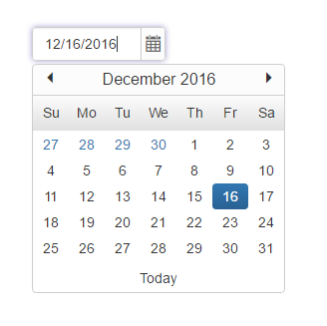 12/16/2016
December 2016
Su Mo Tu We Th Fr Sa
27 28 29 30 1 2 3
4 5 6 7 8 9 10
11 12 13 14 15 16 17
18 19 20 21 22 23 24
25 26 27 28 29 30 31
Today